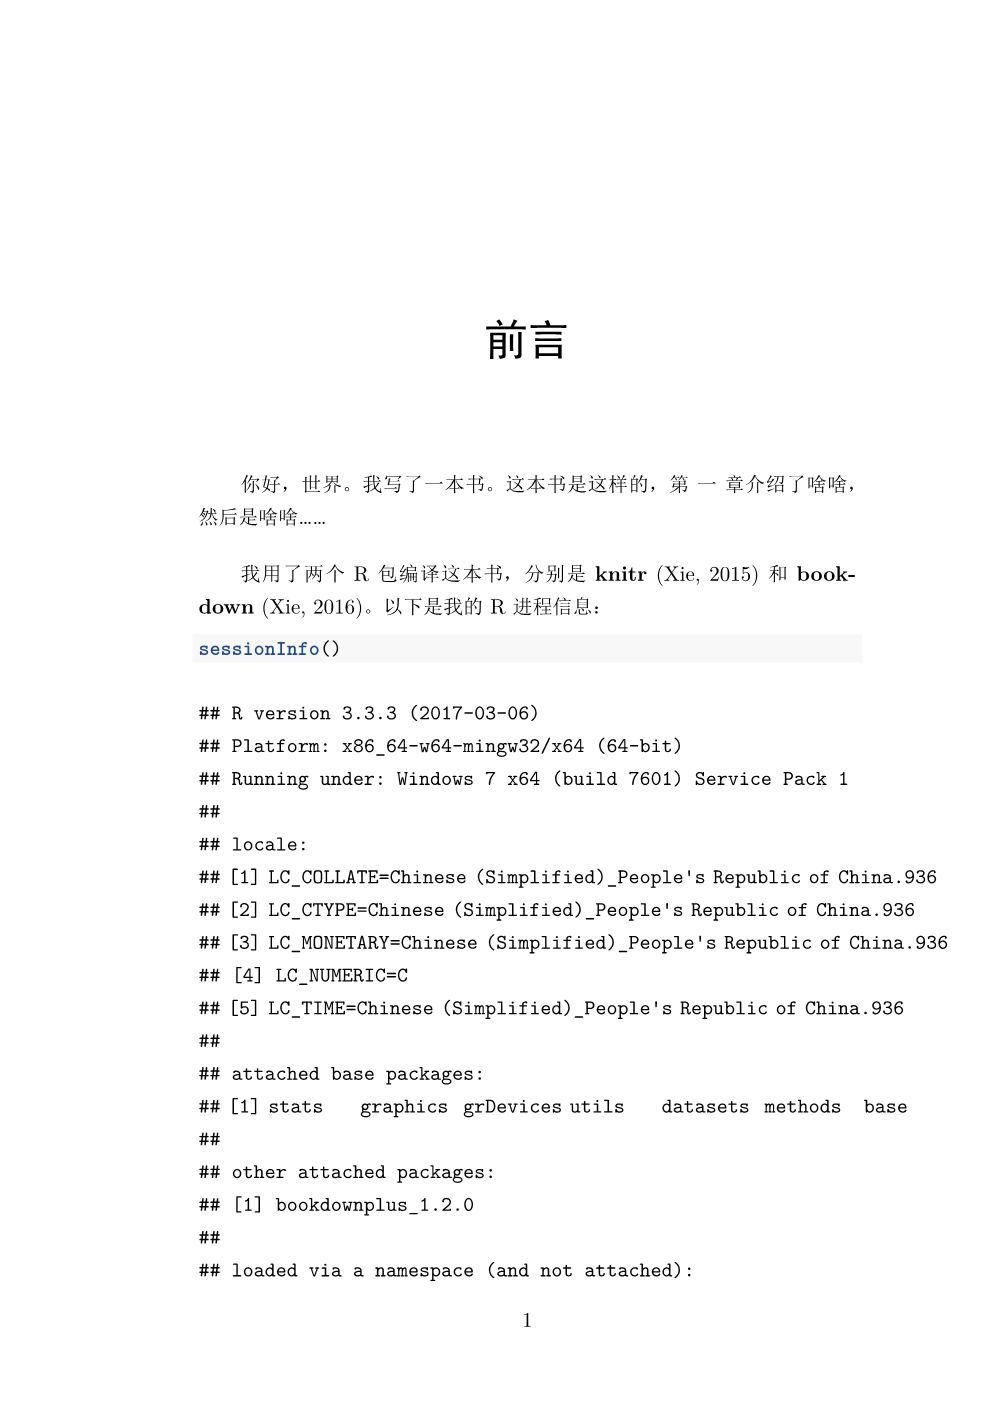 前言
你好，世界。我写了一本书。这本书是这样的，第 一 章介绍了啥啥，
然后是啥啥……
我用了两个 R 包编译这本书，分别是 knitr (Xie, 2015) 和 book-
down (Xie, 2016)。以下是我的 R 进程信息：
sessionInfo()
## R version 3.3.3 (2017-03-06)
## Platform: x86_64-w64-mingw32/x64 (64-bit)
## Running under: Windows 7 x64 (build 7601) Service Pack 1
##
## locale:
## [1] LC_COLLATE=Chinese (Simplified)_People's Republic of China.936
## [2] LC_CTYPE=Chinese (Simplified)_People's Republic of China.936
## [3] LC_MONETARY=Chinese (Simplified)_People's Republic of China.936
## [4] LC_NUMERIC=C
## [5] LC_TIME=Chinese (Simplified)_People's Republic of China.936
##
## attached base packages:
## [1] stats graphics grDevices utils datasets methods base
##
## other attached packages:
## [1] bookdownplus_1.2.0
##
## loaded via a namespace (and not attached):
1